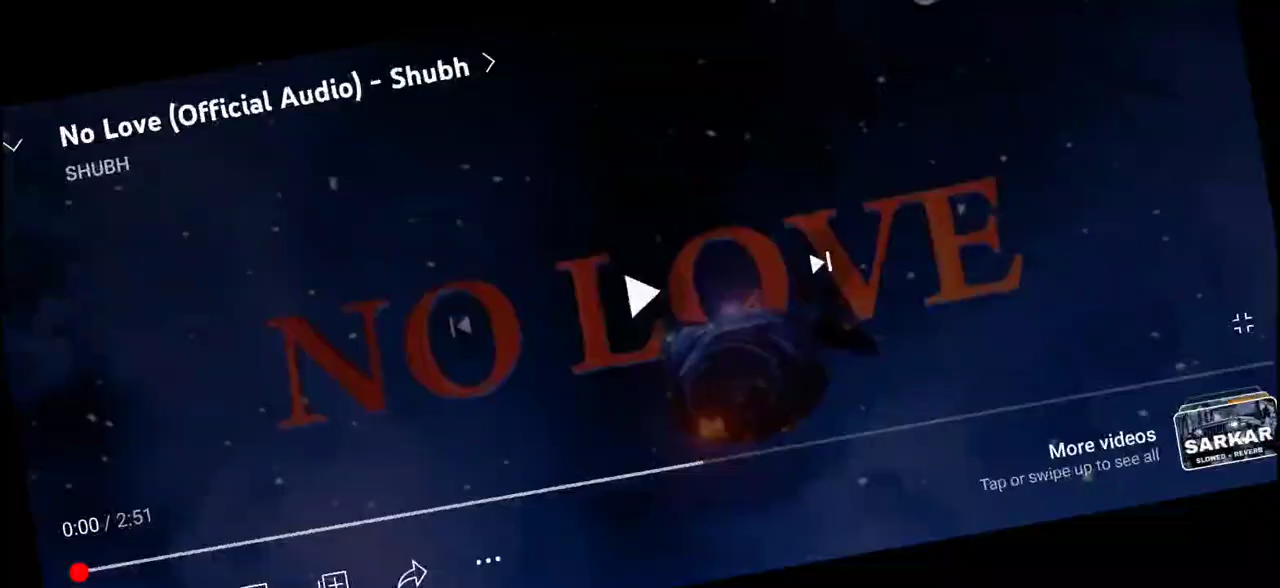 No Love (Official Audio) - Shubh
SHUBH
NO LOVE
More videos
Tap or swipe up to see all
SARKAR
SLOWED + REVERB
0:00 / 2:51